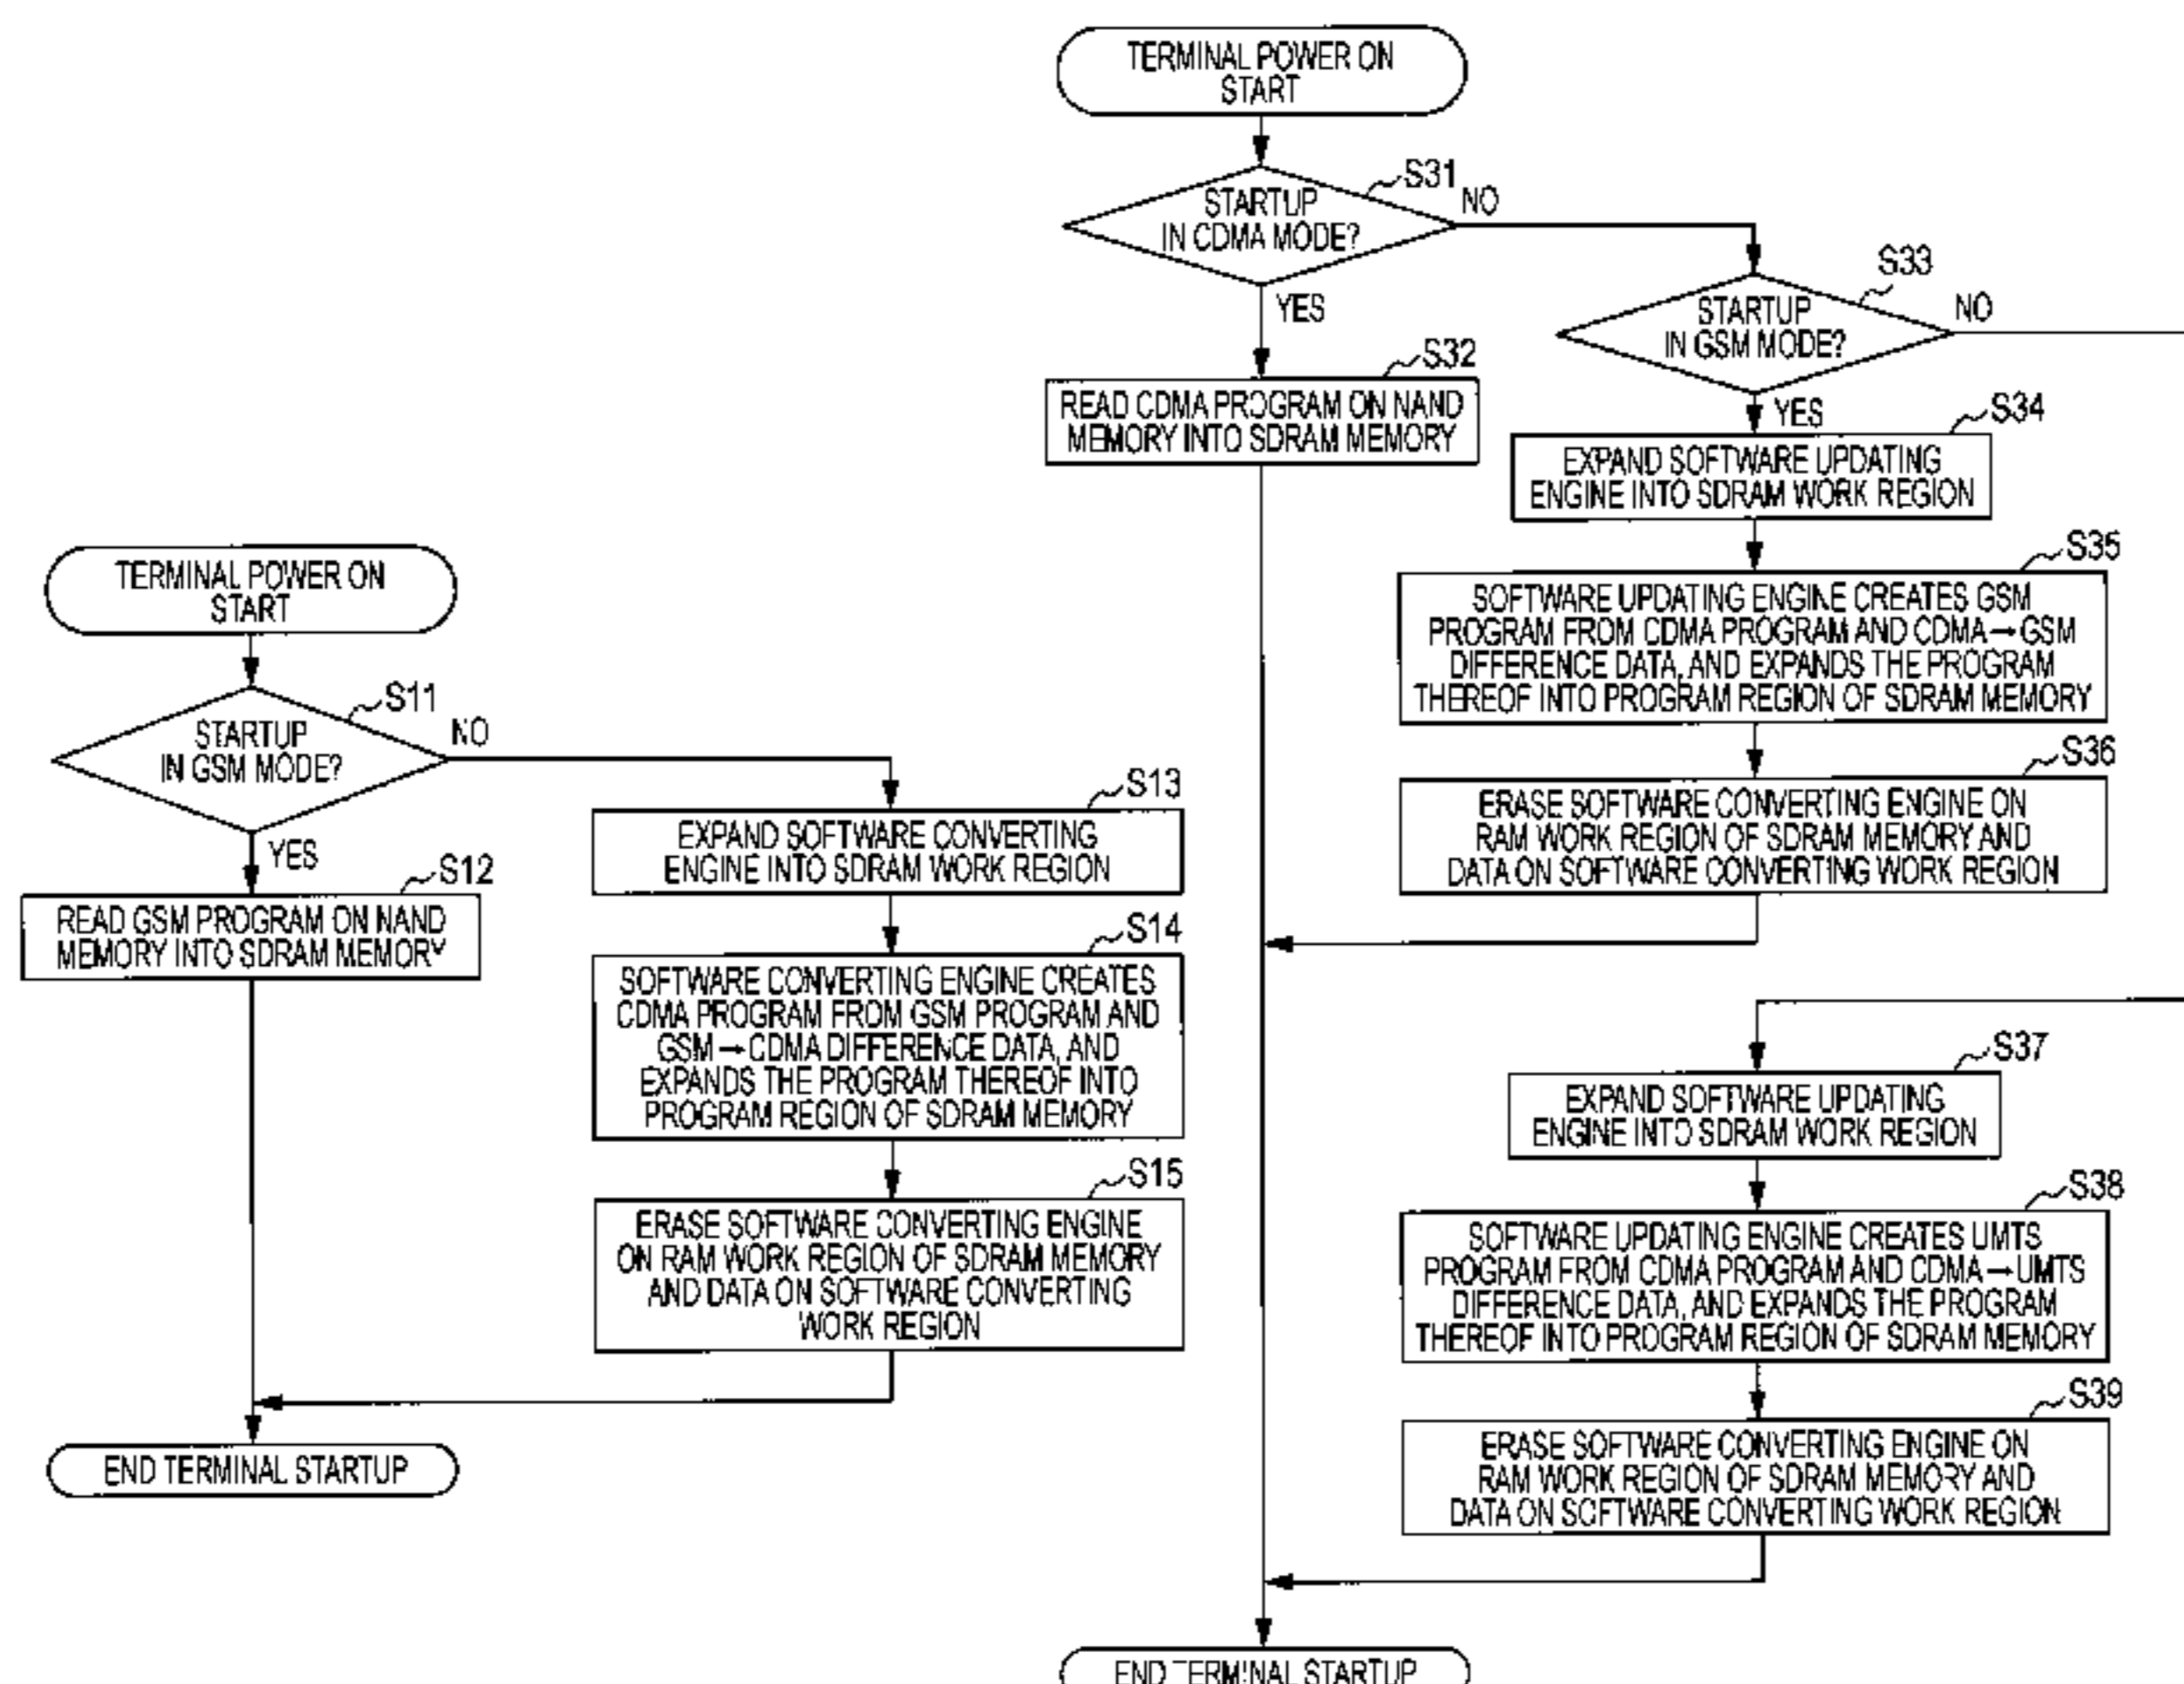 TERMINAL POWER ON
START
S11
STARTUP
IN GSM MODE?
NO
YES
S12
READ GSM PROGRAM ON NAND
MEMORY INTO SDRAM MEMORY
S13
EXPAND SOFTWARE CONVERTING
ENGINE INTO SDRAM WORK REGION
S14
SOFTWARE CONVERTING ENGINE CREATES
CDMA PROGRAM FROM GSM PROGRAM AND
GSM→CDMA DIFFERENCE DATA, AND
EXPANDS THE PROGRAM THEREOF INTO
PROGRAM REGION OF SDRAM MEMORY
S15
ERASE SOFTWARE CONVERTING ENGINE
ON RAM WORK REGION OF SDRAM MEMORY
AND DATA ON SOFTWARE CONVERTING
WORK REGION
END TERMINAL STARTUP
TERMINAL POWER ON
START
S31
STARTUP
IN CDMA MODE?
NO
YES
S32
READ CDMA PROGRAM ON NAND
MEMORY INTO SDRAM MEMORY
S33
STARTUP
IN GSM MODE?
NO
YES
S34
EXPAND SOFTWARE UPDATING
ENGINE INTO SDRAM WORK REGION
S35
SOFTWARE UPDATING ENGINE CREATES GSM
PROGRAM FROM CDMA PROGRAM AND CDMA→GSM
DIFFERENCE DATA, AND EXPANDS THE PROGRAM
THEREOF INTO PROGRAM REGION OF SDRAM MEMORY
S36
ERASE SOFTWARE CONVERTING ENGINE ON
RAM WORK REGION OF SDRAM MEMORY AND
DATA ON SOFTWARE CONVERTING WORK REGION
S37
EXPAND SOFTWARE UPDATING
ENGINE INTO SDRAM WORK REGION
S38
SOFTWARE UPDATING ENGINE CREATES UMTS
PROGRAM FROM CDMA PROGRAM AND CDMA→UMTS
DIFFERENCE DATA, AND EXPANDS THE PROGRAM
THEREOF INTO PROGRAM REGION OF SDRAM MEMORY
S39
ERASE SOFTWARE CONVERTING ENGINE ON
RAM WORK REGION OF SDRAM MEMORY AND
DATA ON SOFTWARE CONVERTING WORK REGION
END TERMINAL STARTUP